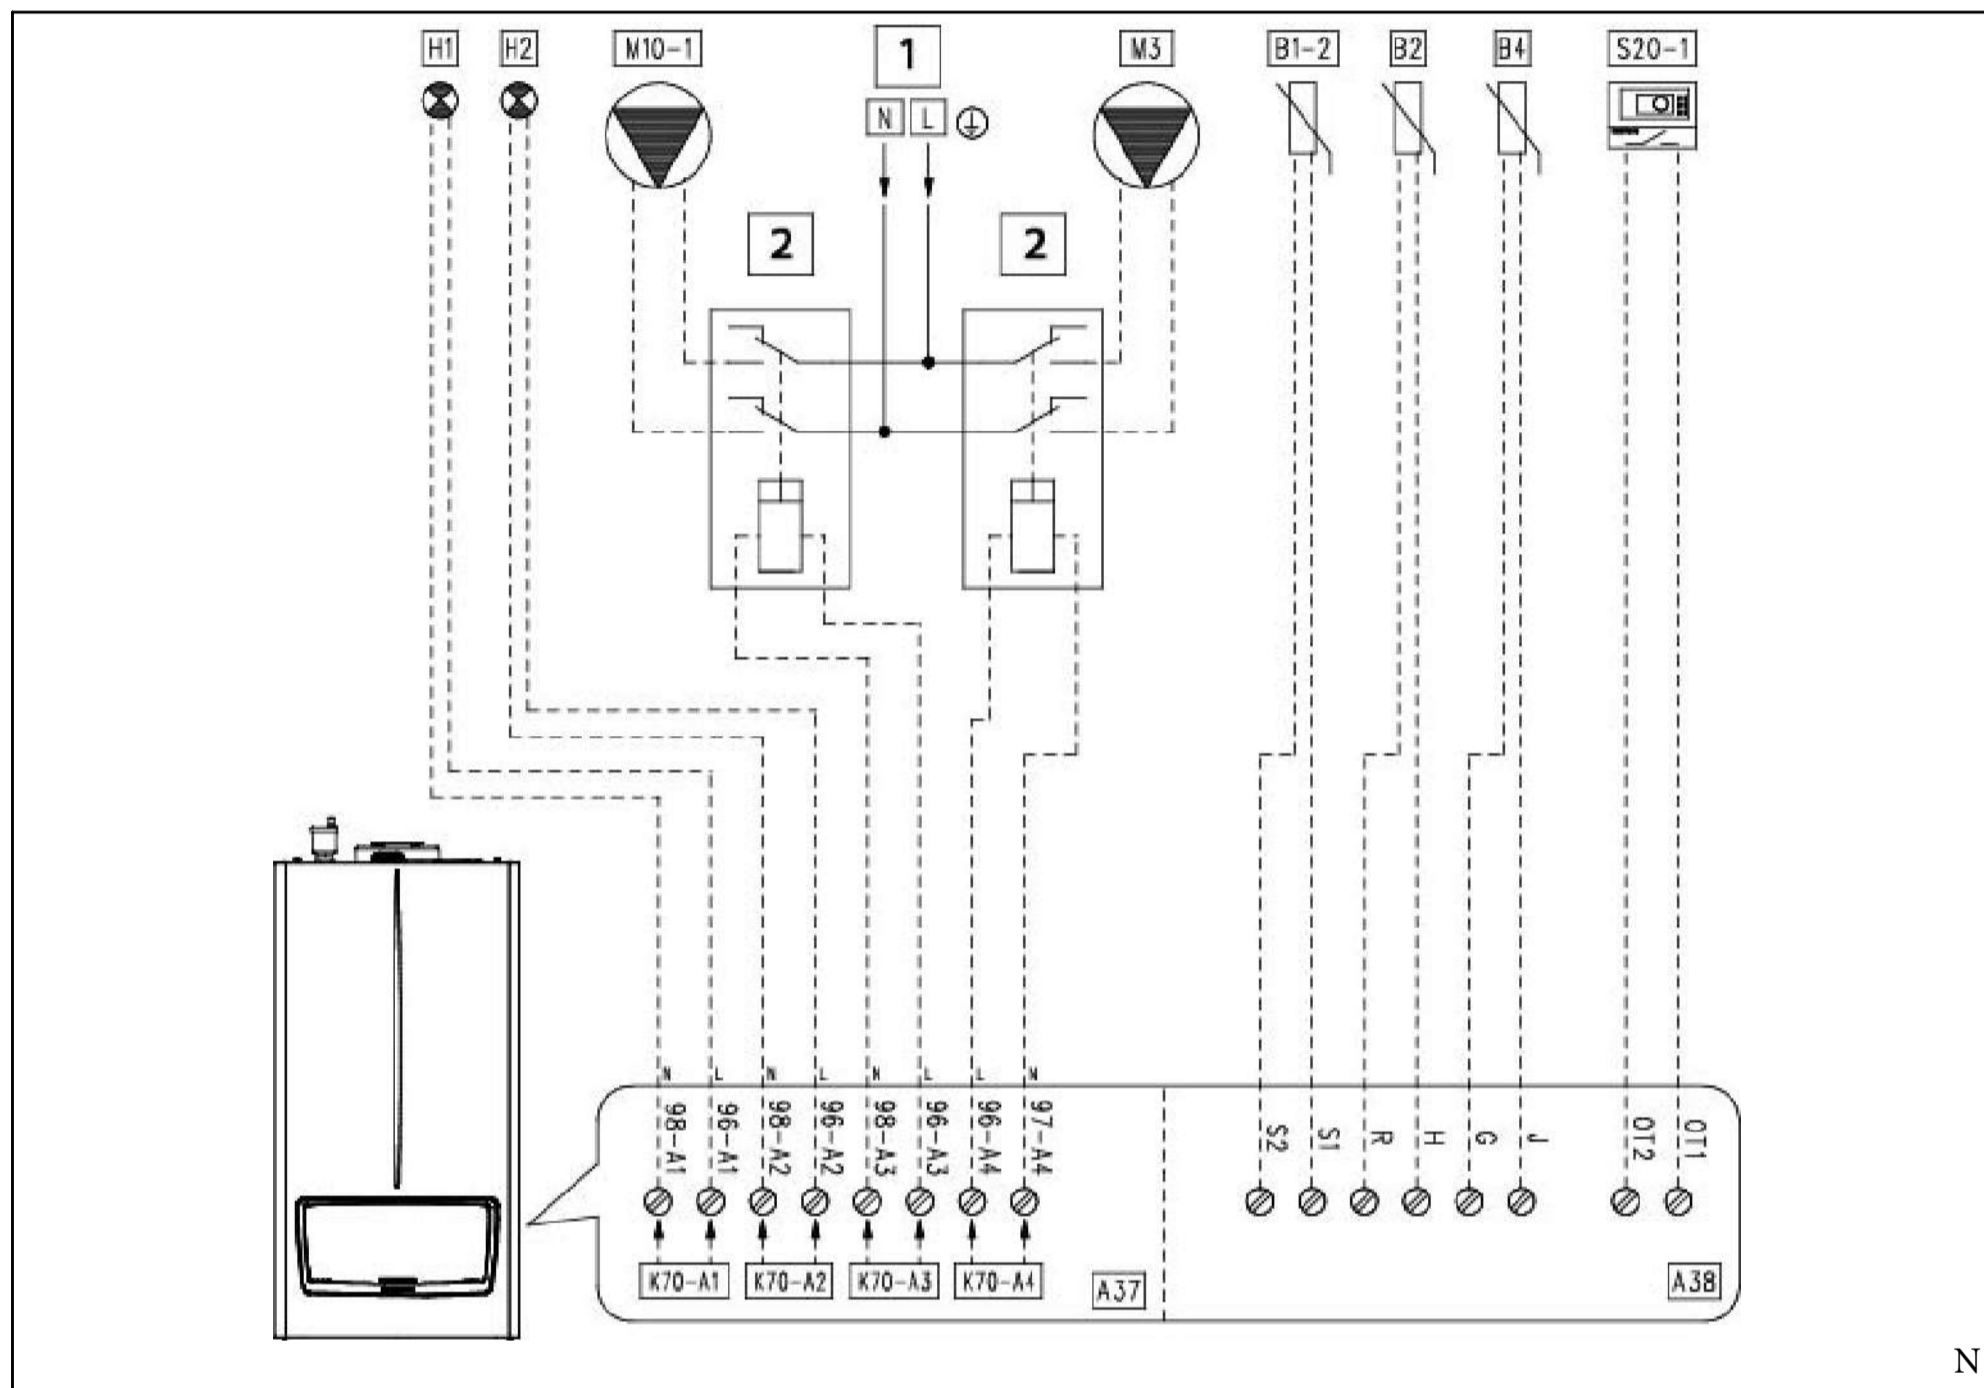 H1 H2 M10-1 1 M3 B1-2 B2 B4 S20-1
N L
2 2
N L N L N L L N
98-A1 96-A1 98-A2 96-A2 98-A3 96-A3 96-A4 97-A4 S2 S1 R H G J OT2 OT1
K70-A1 K70-A2 K70-A3 K70-A4 A37 A38
N